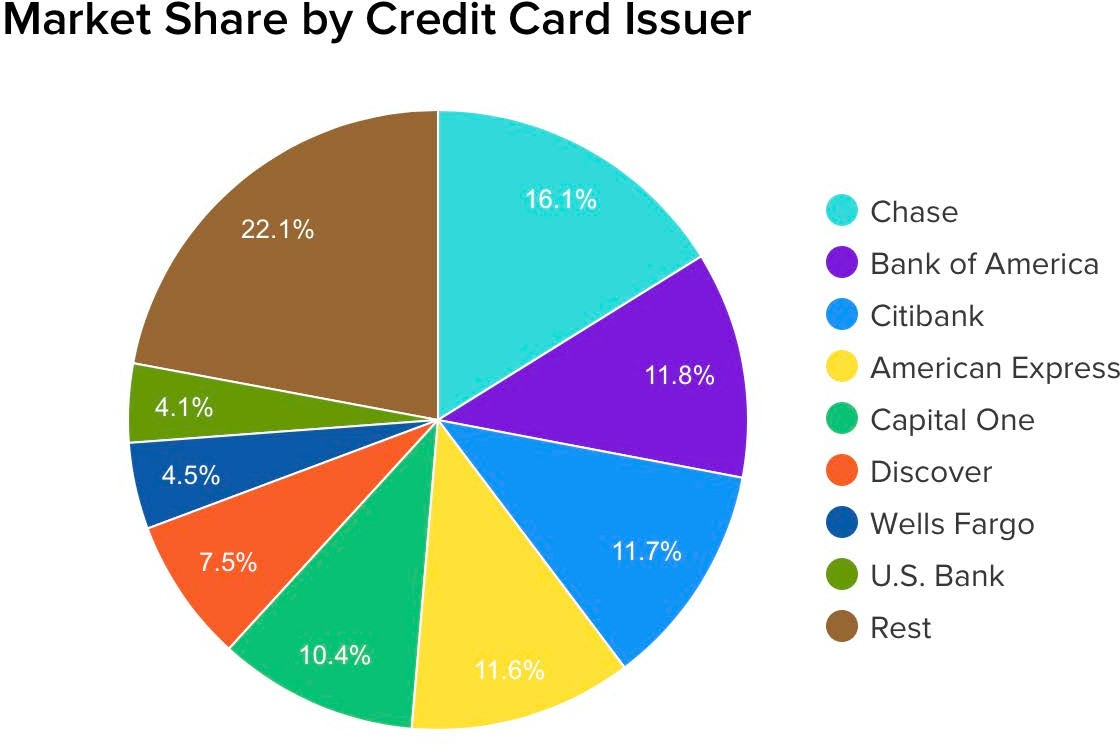 Market Share by Credit Card Issuer
16.1%
22.1%
11.8%
4.1%
4.5%
11.7%
7.5%
10.4%
11.6%
Chase
Bank of America
Citibank
American Express
Capital One
Discover
Wells Fargo
U.S. Bank
Rest